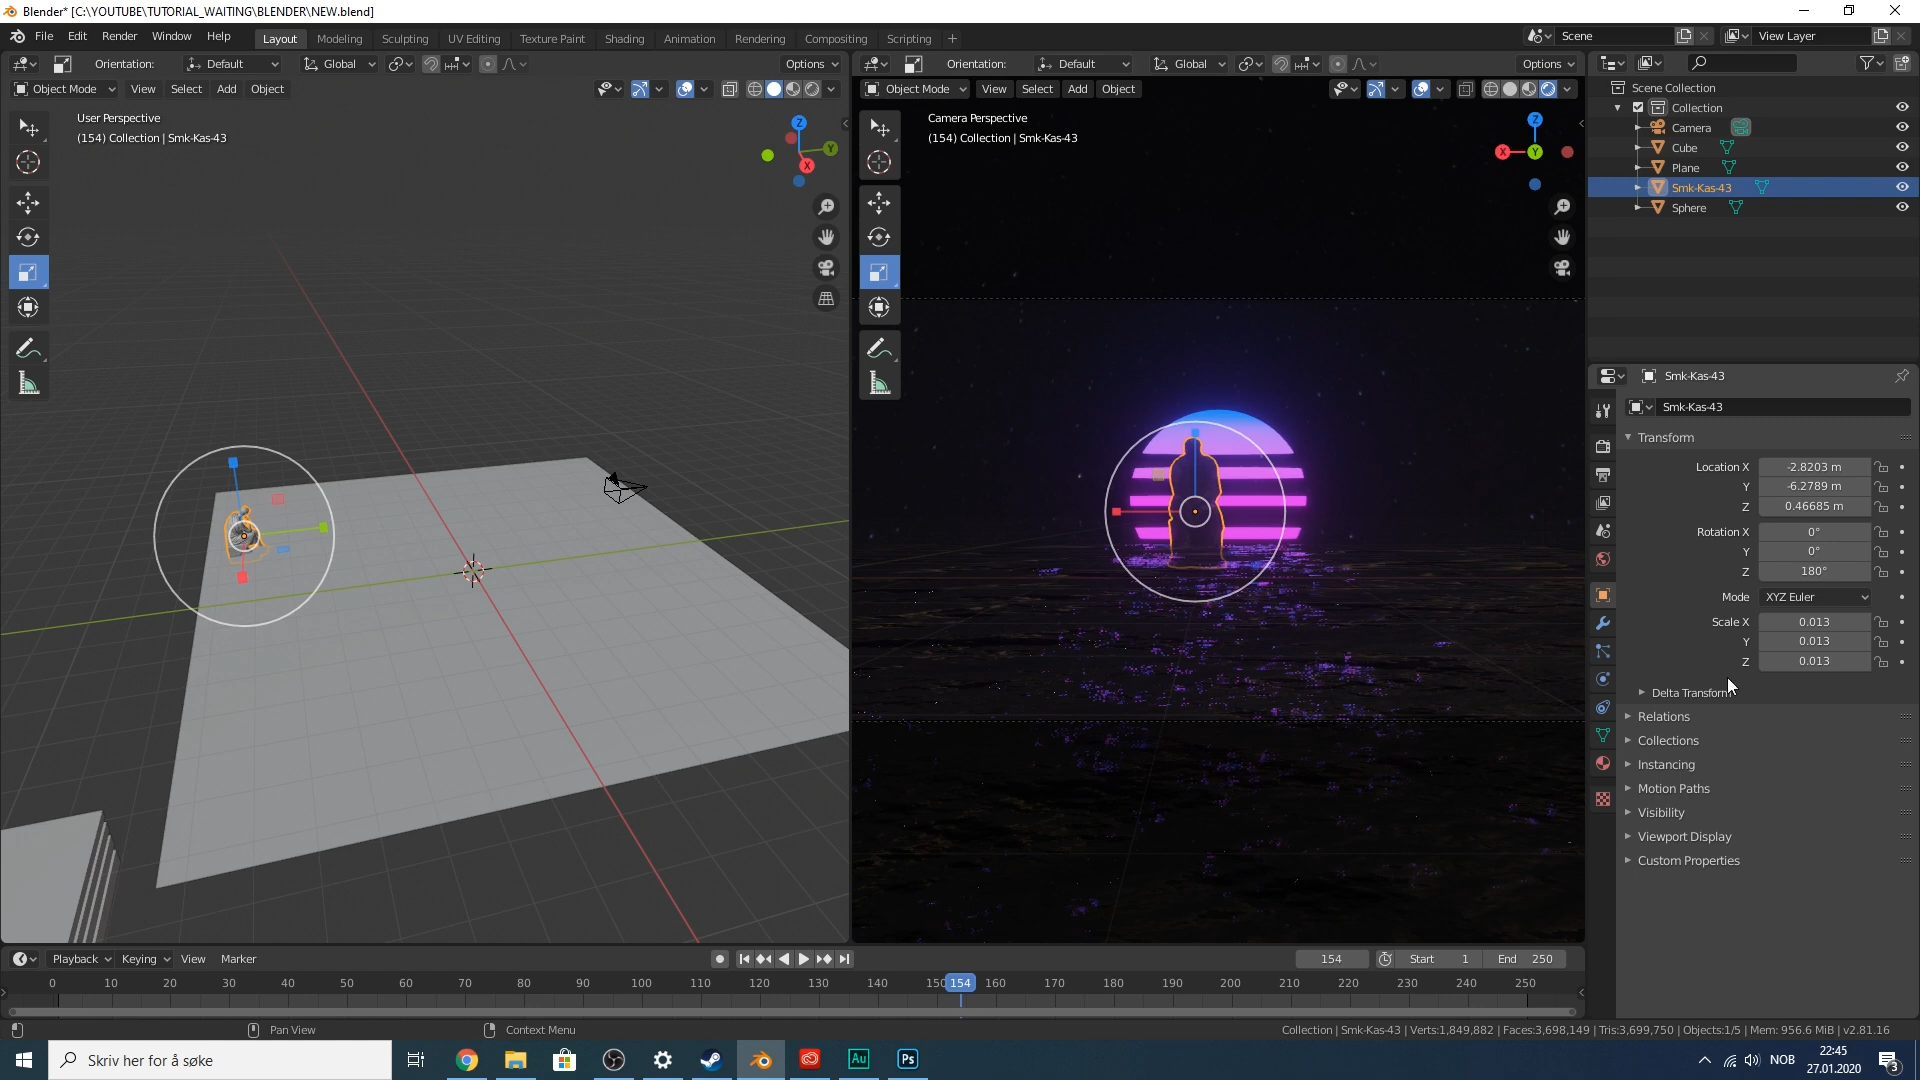 Blender* [C:\YOUTUBE\TUTORIAL_WAITING\BLENDER\NEW.blend]
File Edit Render Window Help Layout Modeling Sculpting UV Editing Texture Paint Shading Animation Rendering Compositing Scripting + Scene View Layer
Orientation: Default Global Options
Object Mode View Select Add Object
User Perspective
(154) Collection | Smk-Kas-43
Z
Y
X
Orientation: Default Global Options
Object Mode View Select Add Object
Camera Perspective
(154) Collection | Smk-Kas-43
Z
X
Y
Scene Collection
Collection
Camera
Cube
Plane
Smk-Kas-43
Sphere
Smk-Kas-43
Smk-Kas-43
Transform
Location X -2.8203 m
Y -6.2789 m
Z 0.46685 m
Rotation X 0°
Y 0°
Z 180°
Mode XYZ Euler
Scale X 0.013
Y 0.013
Z 0.013
Delta Transform
Relations
Collections
Instancing
Motion Paths
Visibility
Viewport Display
Custom Properties
Playback Keying View Marker 154 Start 1 End 250
0 10 20 30 40 50 60 70 80 90 100 110 120 130 140 150 154 160 170 180 190 200 210 220 230 240 250
Pan View Context Menu Collection | Smk-Kas-43 | Verts:1,849,882 | Faces:3,698,149 | Tris:3,699,750 | Objects:1/5 | Mem: 956.6 MiB | v2.81.16
Skriv her for å søke
Au
Ps
NOB
22:45
27.01.2020
3